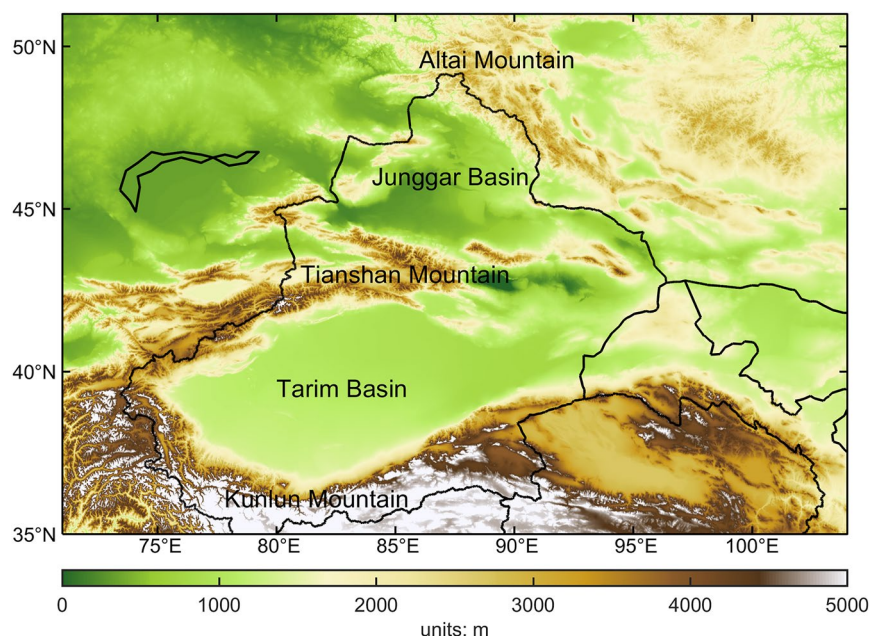 50°N
Altai Mountain
Junggar Basin
45°N
Tianshan Mountain
40°N
Tarim Basin
Kunlun Mountain
35°N
75°E 80°E 85°E 90°E 95°E 100°E
0 1000 2000 3000 4000 5000
units: m